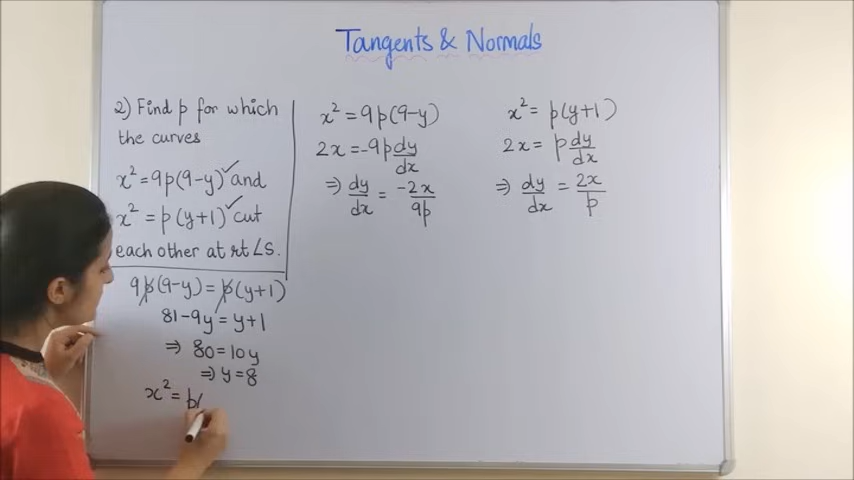 Tangents & Normals
2) Find p for which
the curves
x² = 9p(9-y) ✓ and
x² = p(y+1) ✓ cut
each other at rt ∠s.
9p(9-y) = p(y+1)
81-9y = y+1
⇒ 80 = 10y
⇒ y = 8
x² = p(
x² = 9p(9-y)
2x = -9p dy/dx
⇒ dy/dx = -2x/9p
x² = p(y+1)
2x = p dy/dx
⇒ dy/dx = 2x/p